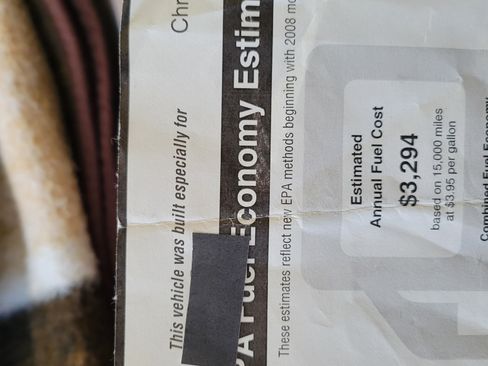 This vehicle was built especially for
Chr
PA Fuel Economy Estim
These estimates reflect new EPA methods beginning with 2008 mo
Estimated
Annual Fuel Cost
$3,294
based on 15,000 miles
at $3.95 per gallon
Combined Fuel Economy